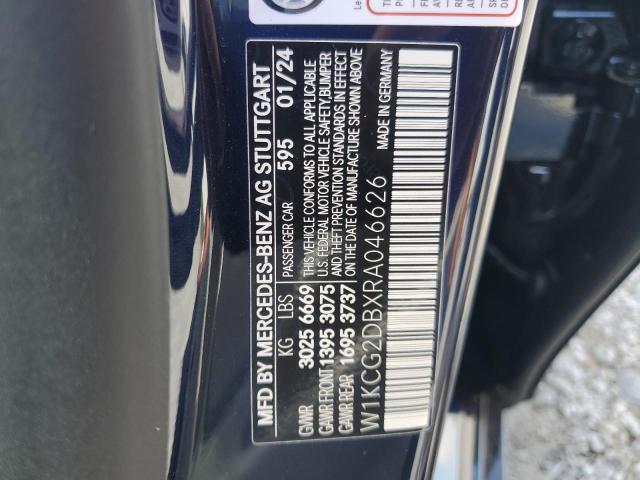 MFD BY MERCEDES-BENZ AG STUTTGART
KG LBS PASSENGER CAR 595 01/24
GVWR 3025 6669 THIS VEHICLE CONFORMS TO ALL APPLICABLE
GAWR FRONT 1395 3075 U.S. FEDERAL MOTOR VEHICLE SAFETY,BUMPER
GAWR REAR 1695 3737 AND THEFT PREVENTION STANDARDS IN EFFECT
ON THE DATE OF MANUFACTURE SHOWN ABOVE
W1KCG2DBXRA046626 MADE IN GERMANY